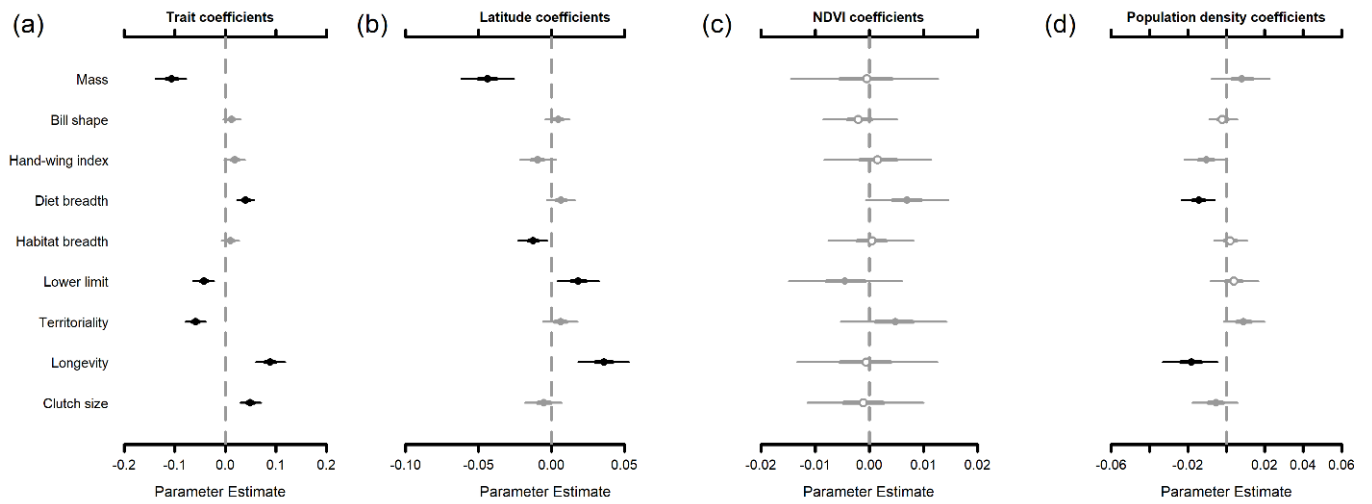 (a) Trait coefficients (b) Latitude coefficients (c) NDVI coefficients (d) Population density coefficients
Mass
Bill shape
Hand-wing index
Diet breadth
Habitat breadth
Lower limit
Territoriality
Longevity
Clutch size
-0.2 -0.1 0.0 0.1 0.2 -0.10 -0.05 0.00 0.05 -0.02 -0.01 0.00 0.01 0.02 -0.06 -0.02 0.02 0.04 0.06
Parameter Estimate Parameter Estimate Parameter Estimate Parameter Estimate